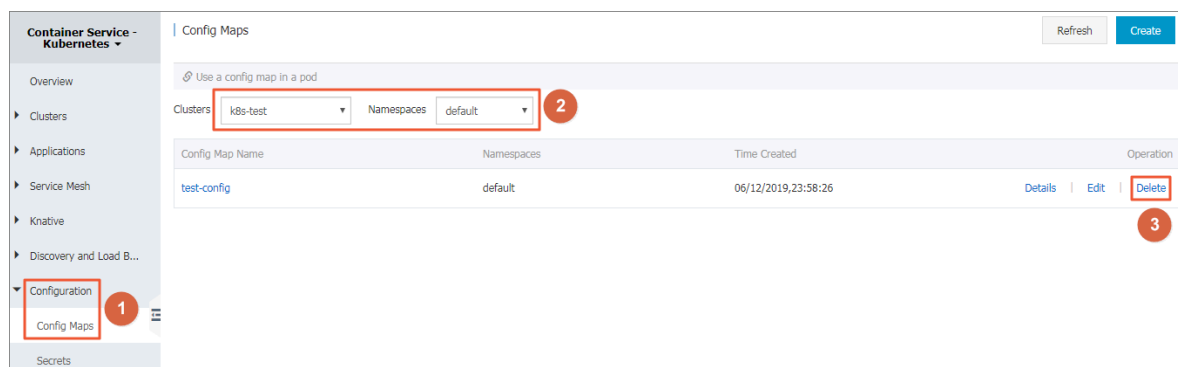 Container Service -
Kubernetes
Overview
Clusters
Applications
Service Mesh
Knative
Discovery and Load B...
Configuration
1
Config Maps
Secrets
Config Maps
Refresh
Create
Use a config map in a pod
Clusters k8s-test Namespaces default 2
Config Map Name Namespaces Time Created Operation
test-config default 06/12/2019,23:58:26 Details | Edit | Delete
3